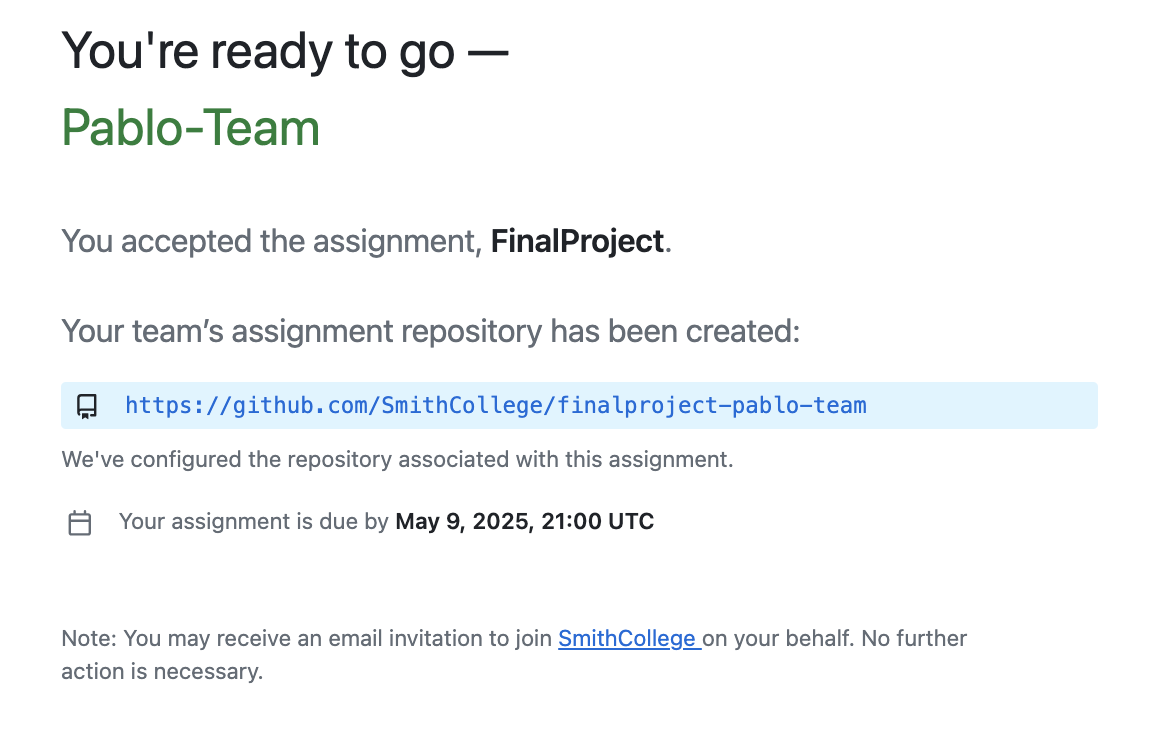 You're ready to go —
Pablo-Team
You accepted the assignment, FinalProject.
Your team’s assignment repository has been created:
https://github.com/SmithCollege/finalproject-pablo-team
We've configured the repository associated with this assignment.
Your assignment is due by May 9, 2025, 21:00 UTC
Note: You may receive an email invitation to join SmithCollege on your behalf. No further
action is necessary.